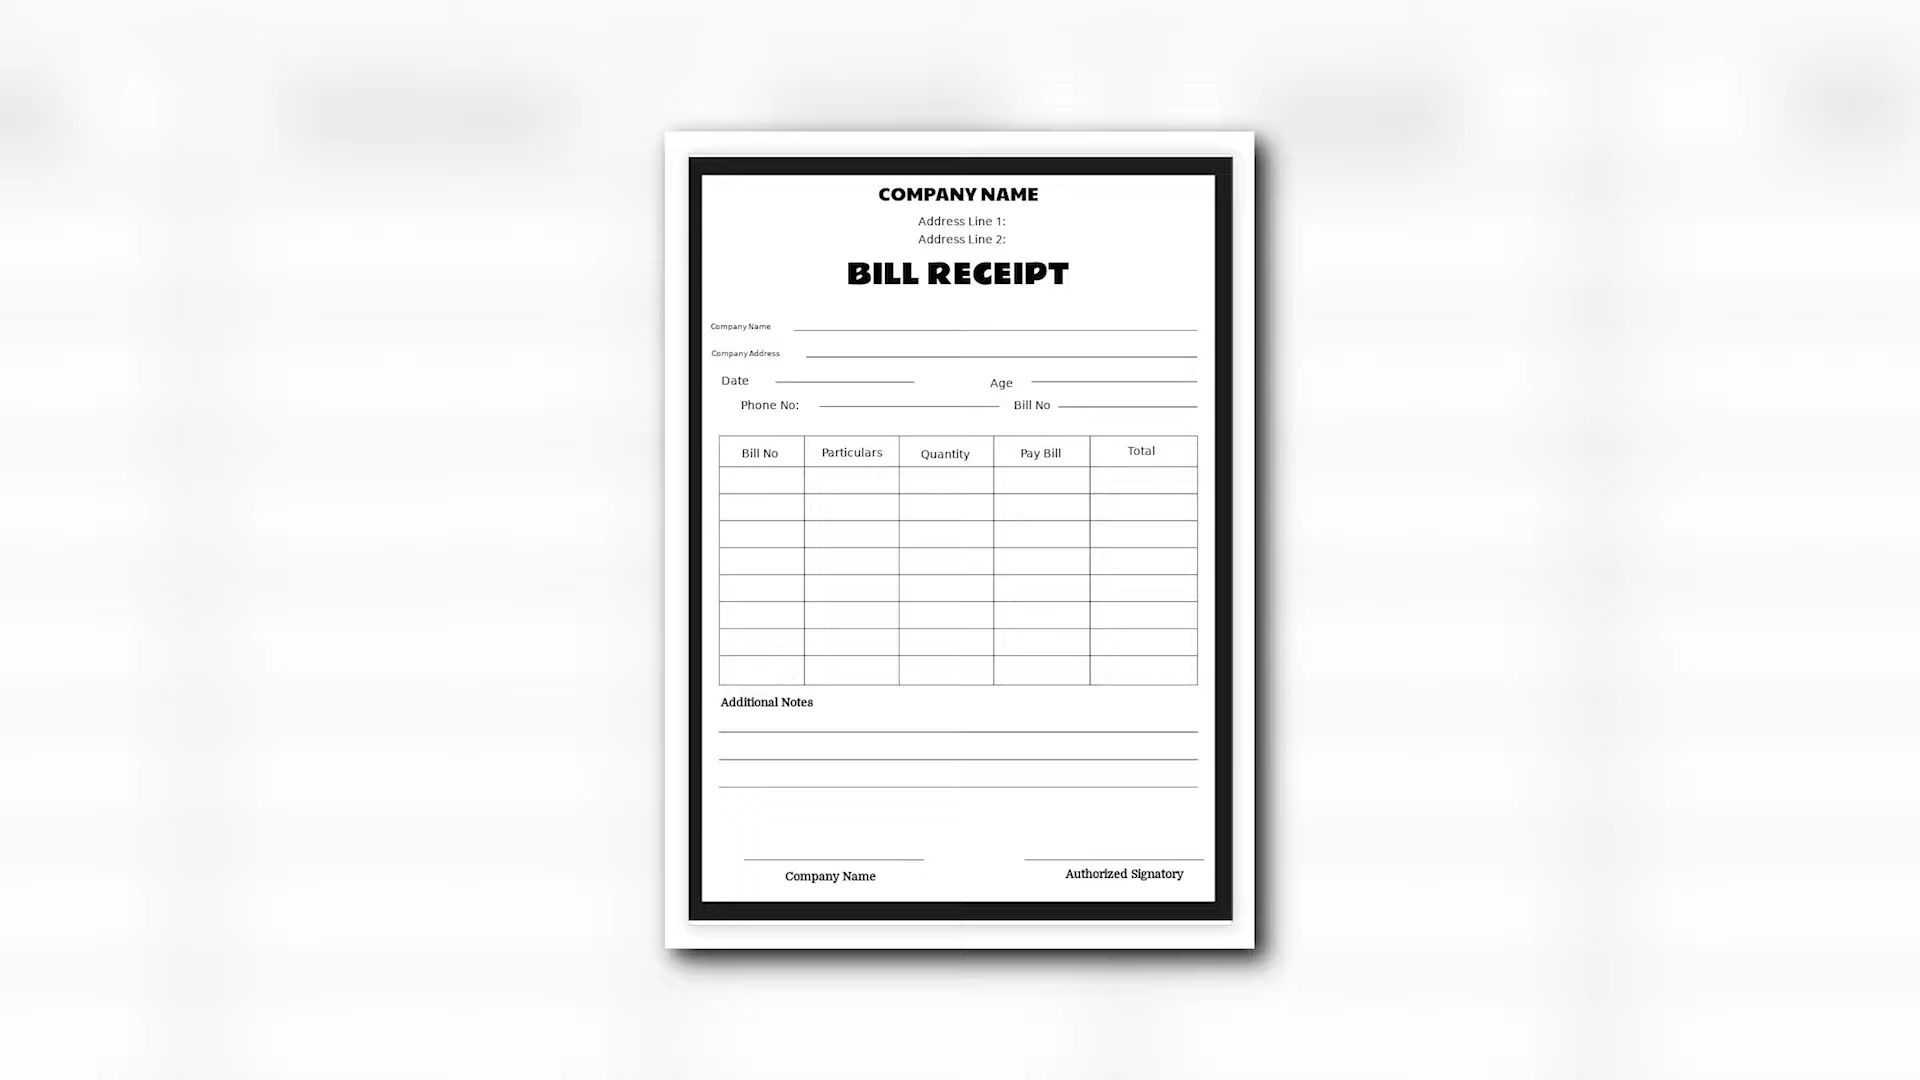 COMPANY NAME
Address Line 1:
Address Line 2:
BILL RECEIPT
Company Name
Company Address
Date Age
Phone No: Bill No
Bill No Particulars Quantity Pay Bill Total
Additional Notes
Company Name Authorized Signatory